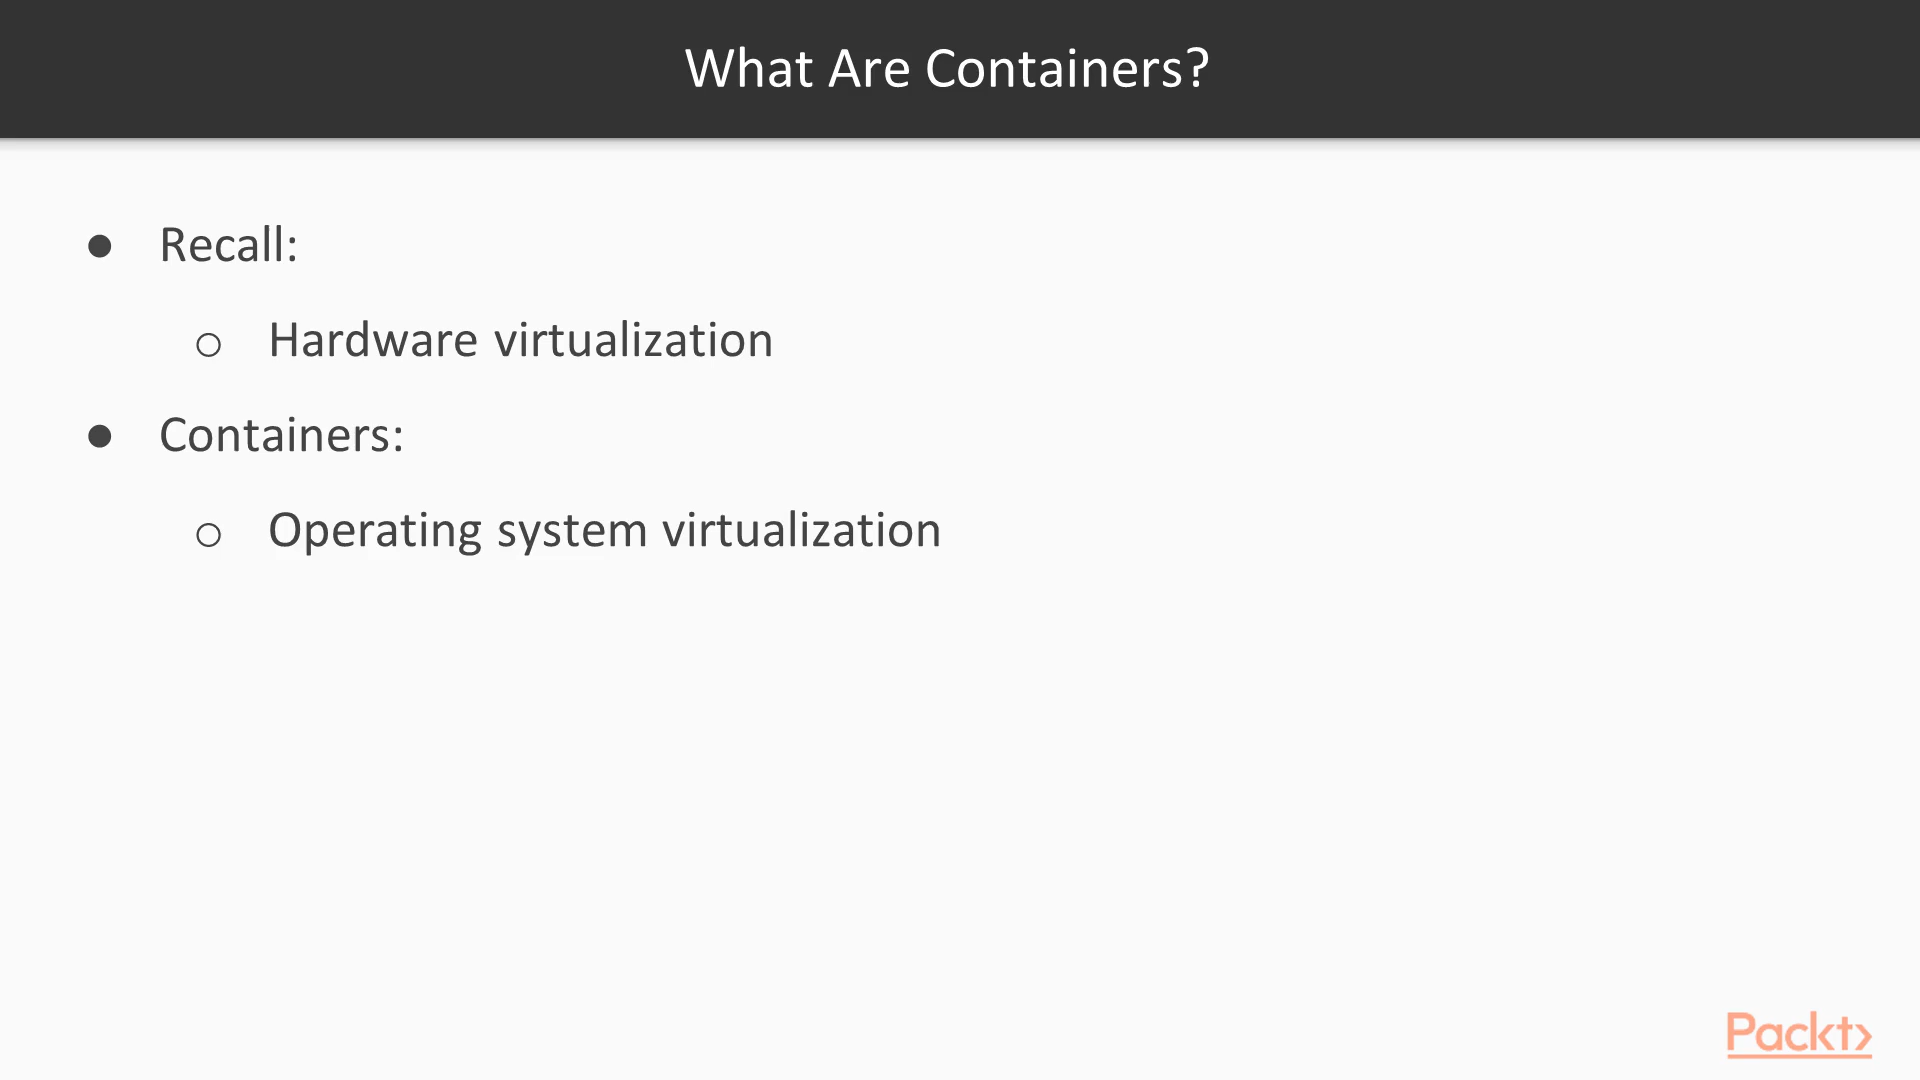 What Are Containers?
● Recall:
○ Hardware virtualization
● Containers:
○ Operating system virtualization
Packt>